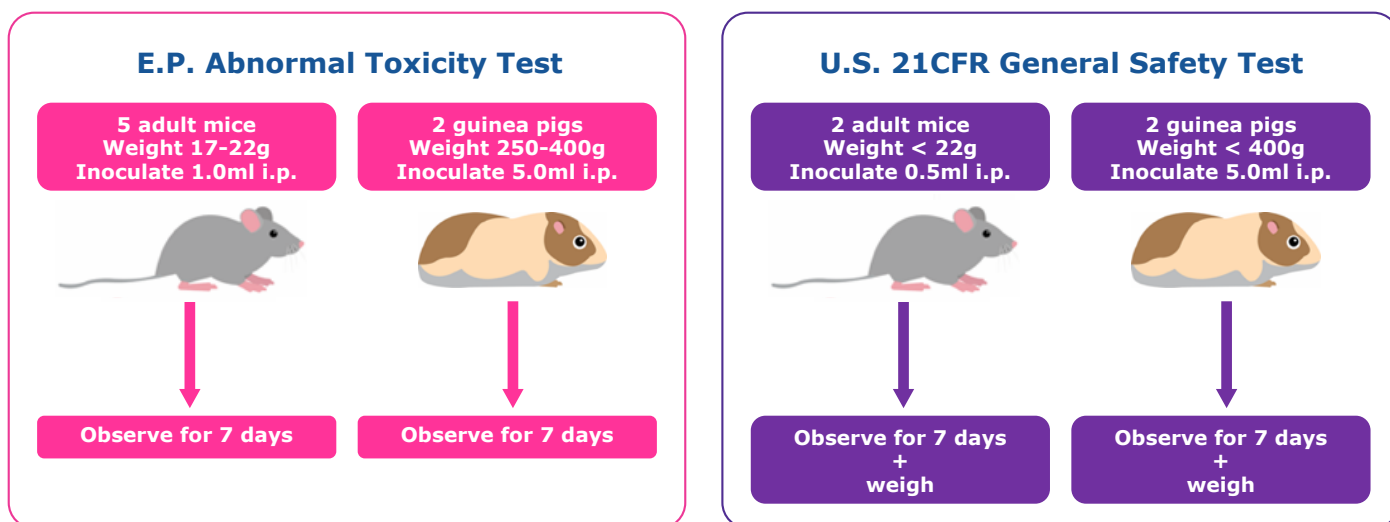 E.P. Abnormal Toxicity Test
5 adult mice
Weight 17-22g
Inoculate 1.0ml i.p.
2 guinea pigs
Weight 250-400g
Inoculate 5.0ml i.p.
Observe for 7 days
Observe for 7 days
U.S. 21CFR General Safety Test
2 adult mice
Weight < 22g
Inoculate 0.5ml i.p.
2 guinea pigs
Weight < 400g
Inoculate 5.0ml i.p.
Observe for 7 days
+
weigh
Observe for 7 days
+
weigh